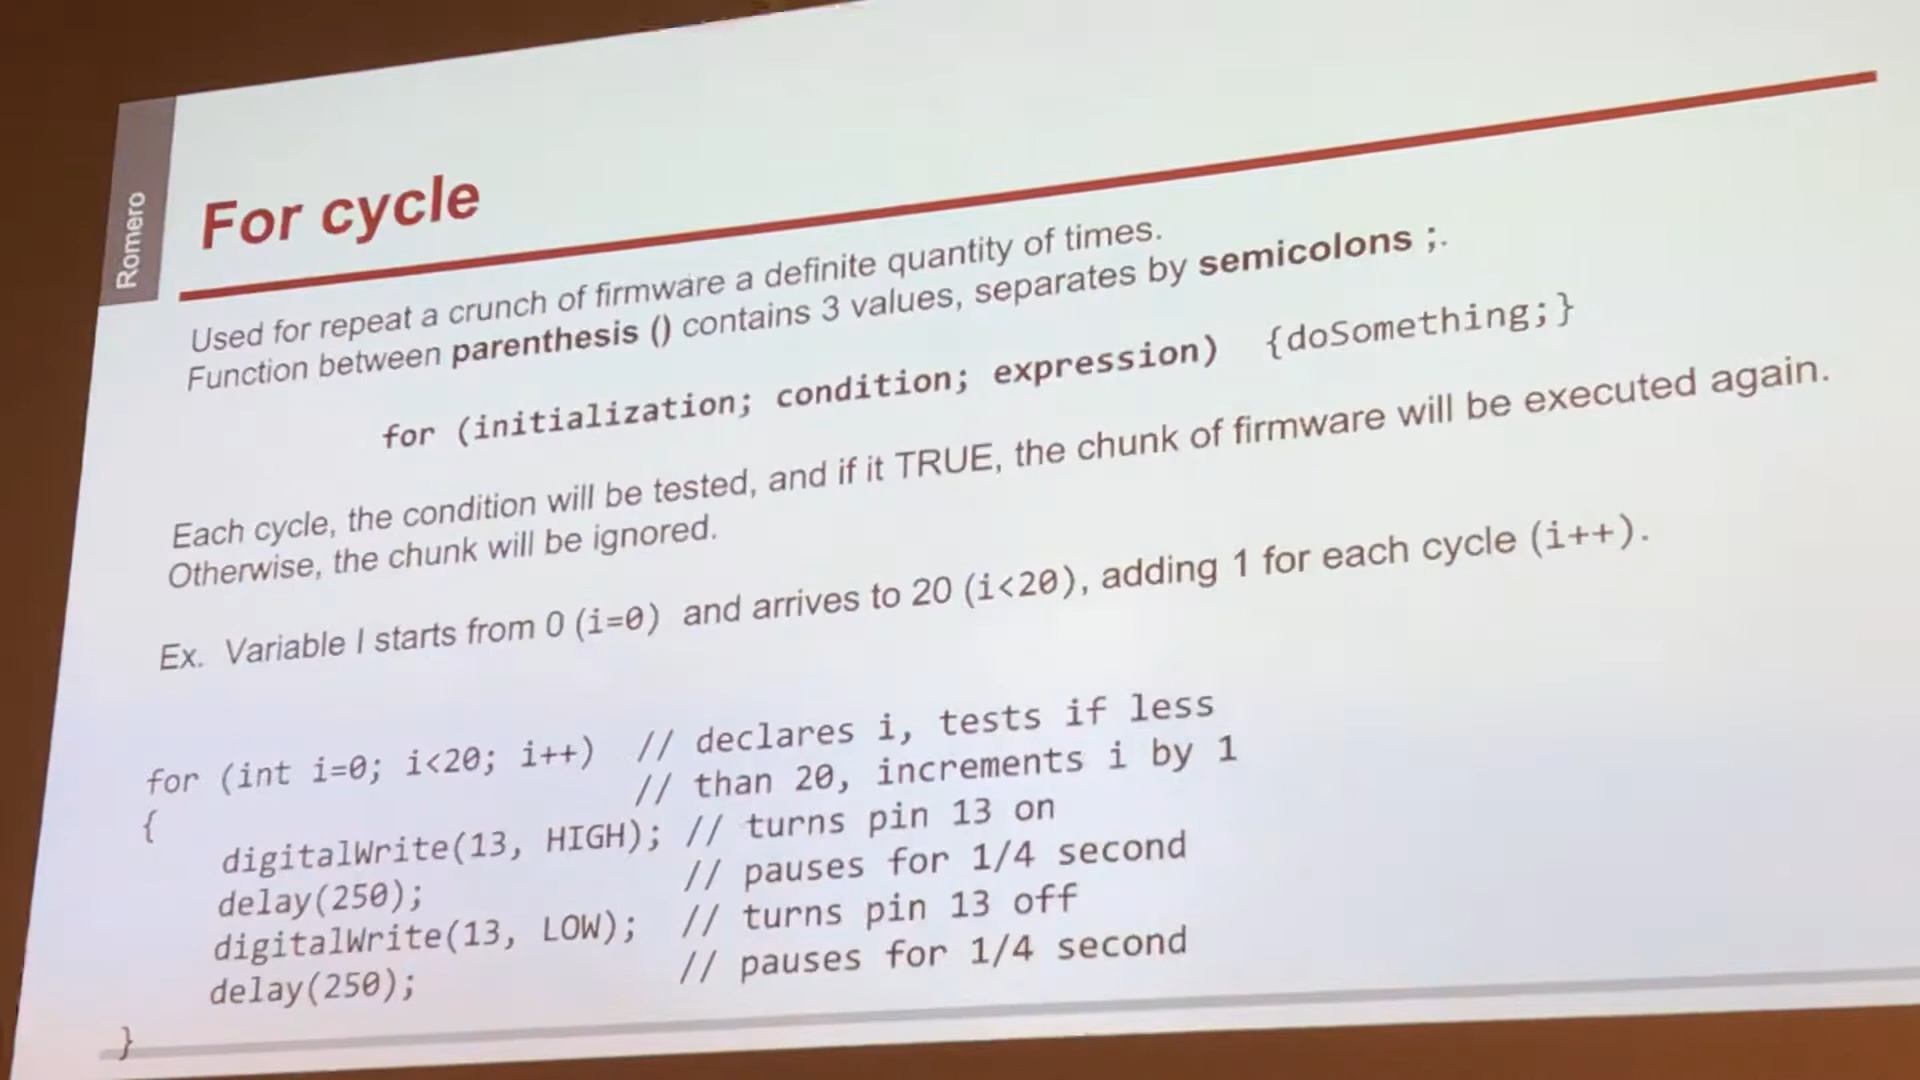 Romero
For cycle
Used for repeat a crunch of firmware a definite quantity of times.
Function between parenthesis () contains 3 values, separates by semicolons ;.
for (initialization; condition; expression) {doSomething;}
Each cycle, the condition will be tested, and if it TRUE, the chunk of firmware will be executed again.
Otherwise, the chunk will be ignored.
Ex. Variable I starts from 0 (i=0) and arrives to 20 (i<20), adding 1 for each cycle (i++).
for (int i=0; i<20; i++) // declares i, tests if less
// than 20, increments i by 1
{
digitalWrite(13, HIGH); // turns pin 13 on
delay(250); // pauses for 1/4 second
digitalWrite(13, LOW); // turns pin 13 off
delay(250); // pauses for 1/4 second
}